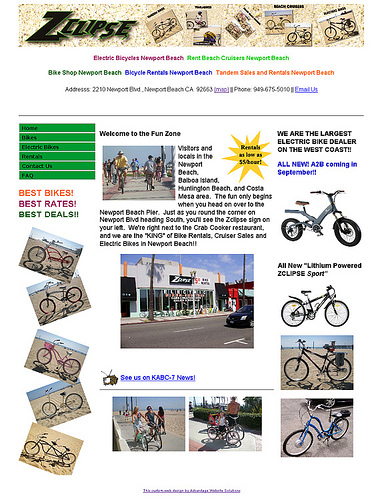 ZCLIPSE
BEACH CRUISERS
Electric Bicycles Newport Beach Rent Beach Cruisers Newport Beach
Bike Shop Newport Beach Bicycle Rentals Newport Beach Tandem Sales and Rentals Newport Beach
Addresss: 2210 Newport Blvd., Newport Beach CA 92663 [map] || Phone: 949.675.5010 || Email Us
Home
Bikes
Electric Bikes
Rentals
Contact Us
FAQ
BEST BIKES!
BEST RATES!
BEST DEALS!!
Welcome to the Fun Zone
Visitors and
locals in the
Newport
Beach,
Balboa Island,
Huntington Beach, and Costa
Mesa area. The fun only begins
when you head on over to the
Newport Beach Pier. Just as you round the corner on
Newport Blvd heading South, you'll see the Zclipse sign on
your left. We're right next to the Crab Cooker restaurant,
and we are the "KING" of Bike Rentals, Cruiser Sales and
Electric Bikes in Newport Beach!!
Rentals
as low as
$5/hour!
ZCLIPSE
See us on KABC-7 News!
WE ARE THE LARGEST
ELECTRIC BIKE DEALER
ON THE WEST COAST!!
ALL NEW! A2B coming in
September!!
All New "Lithium Powered
ZCLIPSE Sport"
This custom web design by Advantage Website Solutions